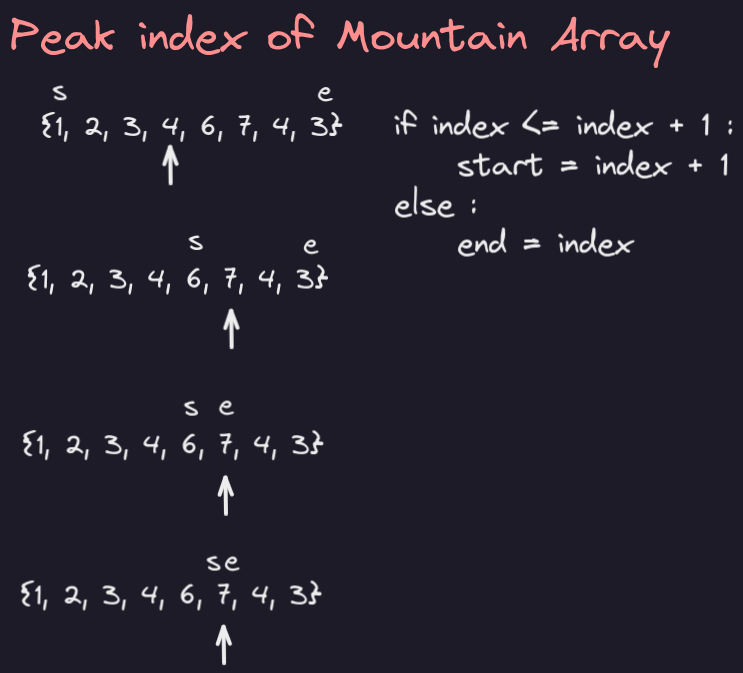 Peak index of Mountain Array
s e
{1, 2, 3, 4, 6, 7, 4, 3}
if index <= index + 1 :
start = index + 1
else :
end = index
s e
{1, 2, 3, 4, 6, 7, 4, 3}
s e
{1, 2, 3, 4, 6, 7, 4, 3}
se
{1, 2, 3, 4, 6, 7, 4, 3}